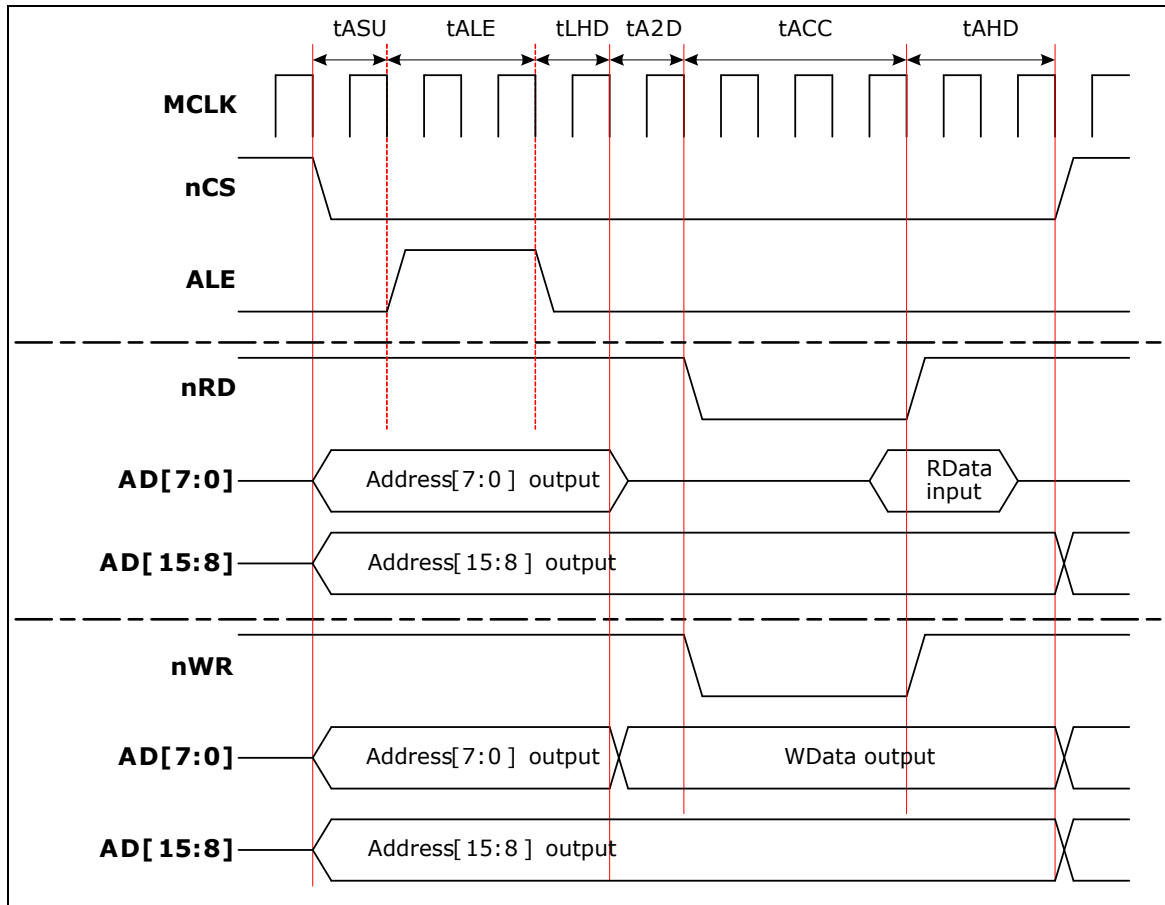 tASU tALE tLHD tA2D tACC tAHD
MCLK
nCS
ALE
nRD
AD[7:0] Address[7:0] output RData
input
AD[15:8] Address[15:8] output
nWR
AD[7:0] Address[7:0] output WData output
AD[15:8] Address[15:8] output